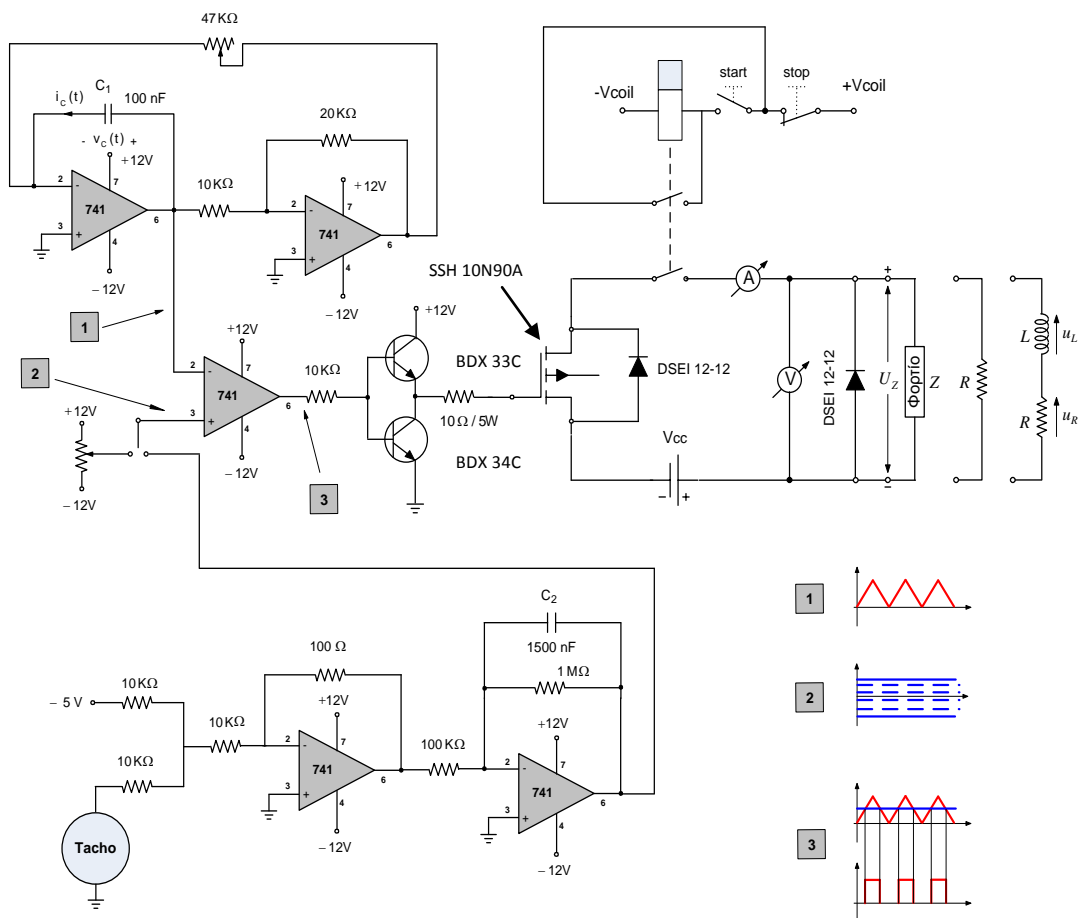 47 KΩ
i_C(t)
C1
100 nF
- v_C(t) +
+12V
2
-
7
741
3
+
4
6
− 12V
10KΩ
20KΩ
+12V
2
-
7
741
3
+
4
6
− 12V
start
stop
-Vcoil
+Vcoil
1
2
+12V
− 12V
+12V
2
-
7
741
3
+
4
6
− 12V
10KΩ
3
+12V
BDX 33C
BDX 34C
10Ω / 5W
SSH 10N90A
DSEI 12-12
A
V
Vcc
− +
DSEI 12-12
+
U_Z
−
Φορτίο
Z
R
L
u_L
R
u_R
− 5 V
10KΩ
10KΩ
Tacho
10KΩ
100 Ω
+12V
2
-
7
741
3
+
4
6
− 12V
100 KΩ
C2
1500 nF
1 MΩ
+12V
2
-
7
741
3
+
4
6
− 12V
1
2
3